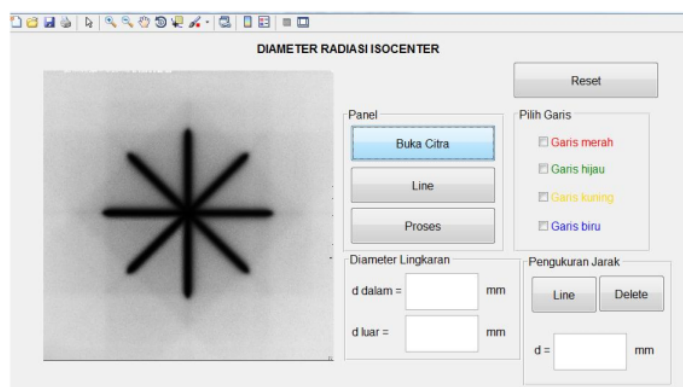 DIAMETER RADIASI ISOCENTER
Reset
Panel
Buka Citra
Line
Proses
Pilih Garis
Garis merah
Garis hijau
Garis kuning
Garis biru
Diameter Lingkaran
d dalam = mm
d luar = mm
Pengukuran Jarak
Line Delete
d = mm